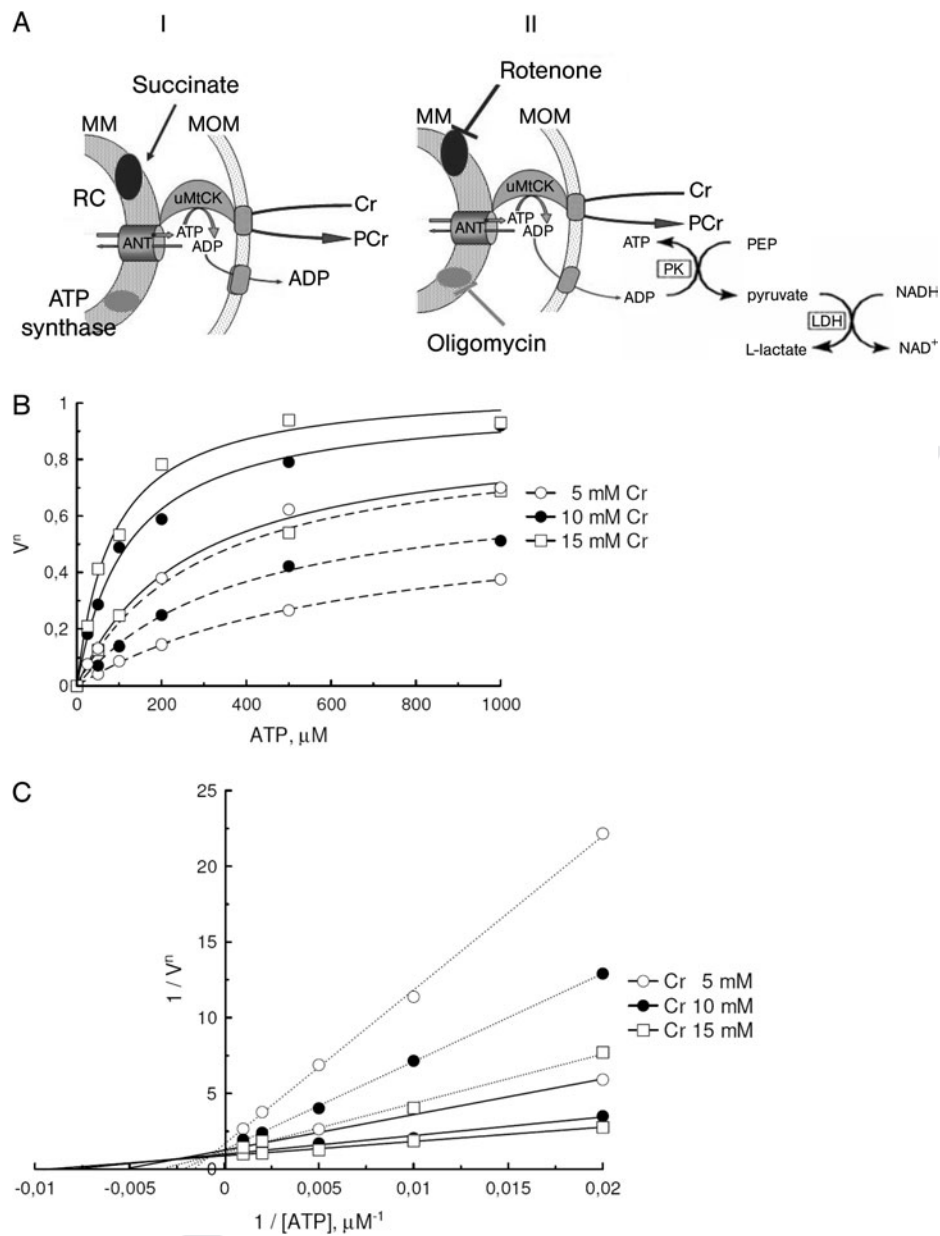 A
I
II
Succinate
MM
MOM
RC
uMtCK
ATP
ANT
ADP
Cr
PCr
ADP
ATP
synthase
Rotenone
MM
MOM
uMtCK
ATP
ANT
ADP
Oligomycin
Cr
PCr
ATP
PEP
PK
ADP
pyruvate
NADH
LDH
L-lactate
NAD⁺
B
1
0,8
0,6
0,4
0,2
0
Vⁿ
0 200 400 600 800 1000
ATP, µM
5 mM Cr
10 mM Cr
15 mM Cr
C
25
20
15
10
5
1 / Vⁿ
-0,01 -0,005 0 0,005 0,01 0,015 0,02
1 / [ATP], µM⁻¹
Cr 5 mM
Cr 10 mM
Cr 15 mM